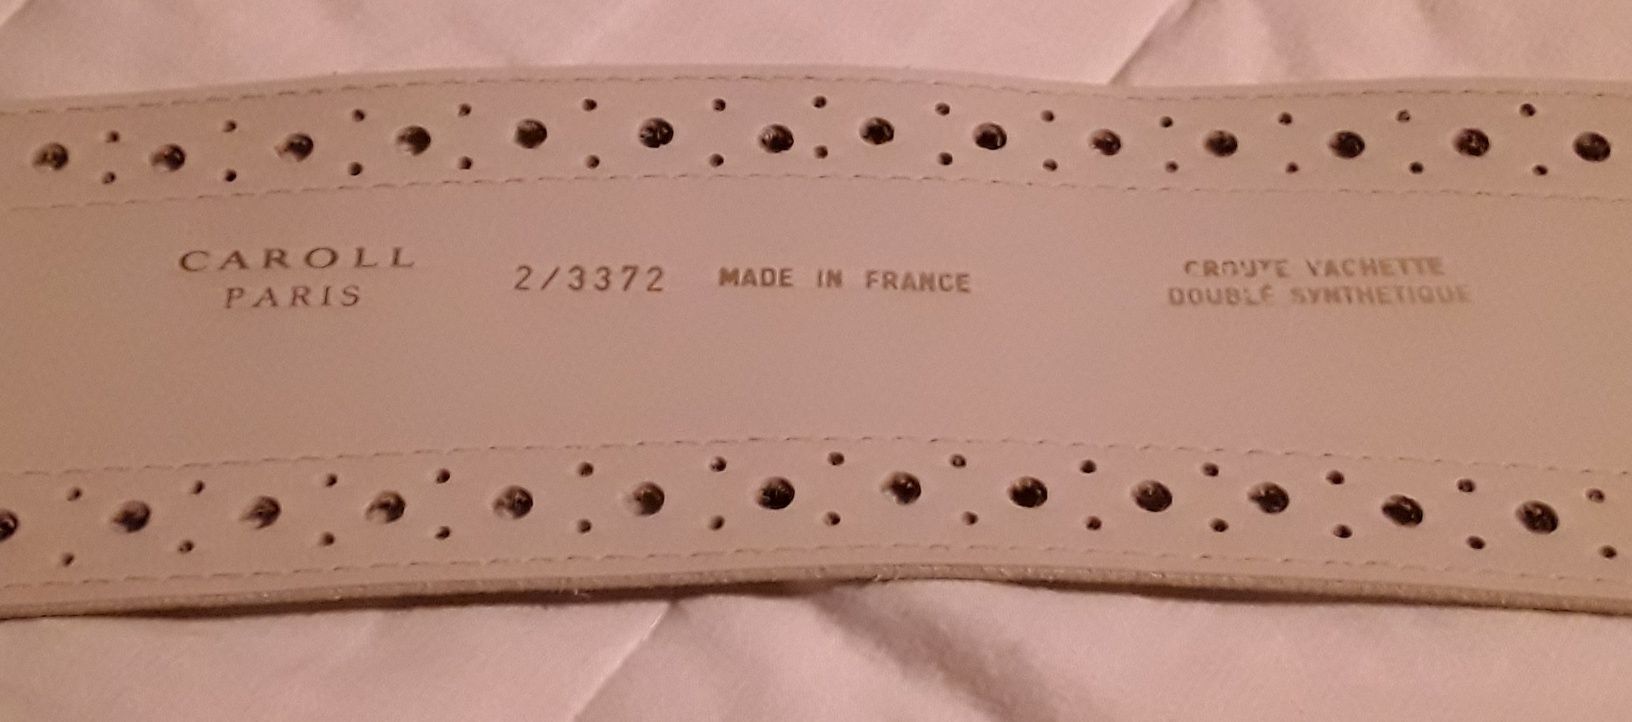 CAROLL
PARIS
2/3372
MADE IN FRANCE
CROUTE VACHETTE
DOUBLÉ SYNTHETIQUE